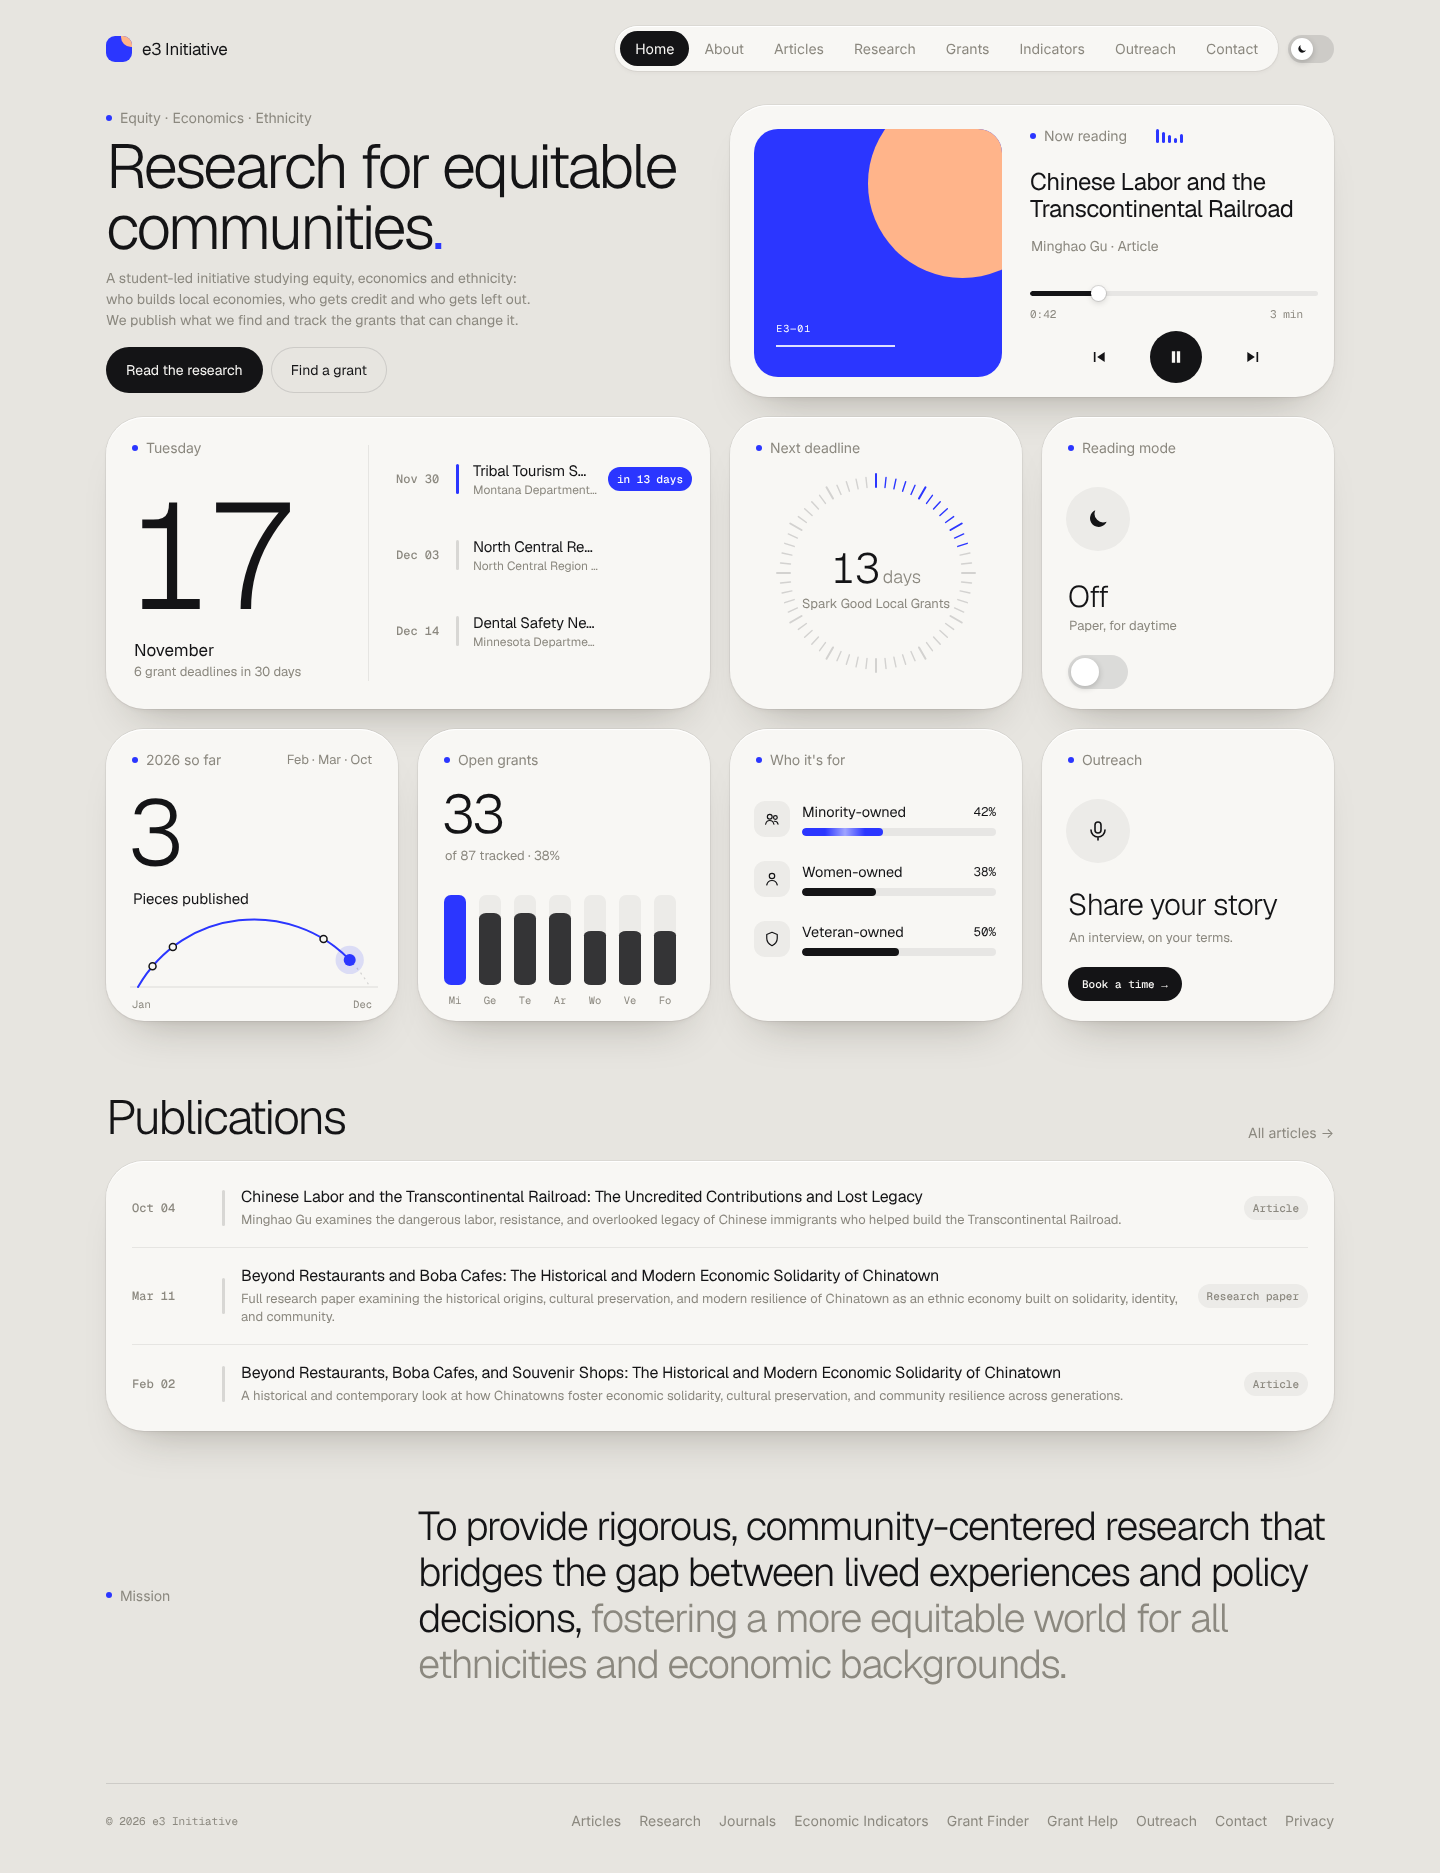 e3 Initiative
Home About Articles Research Grants Indicators Outreach Contact
Equity · Economics · Ethnicity
Research for equitable
communities.
A student-led initiative studying equity, economics and ethnicity:
who builds local economies, who gets credit and who gets left out.
We publish what we find and track the grants that can change it.
Read the research
Find a grant
E3—01
Now reading
Chinese Labor and the
Transcontinental Railroad
Minghao Gu · Article
0:42
3 min
Tuesday
17
November
6 grant deadlines in 30 days
Nov 30
Tribal Tourism S...
Montana Department...
in 13 days
Dec 03
North Central Re...
North Central Region ...
Dec 14
Dental Safety Ne...
Minnesota Departme...
Next deadline
13 days
Spark Good Local Grants
Reading mode
Off
Paper, for daytime
2026 so far
Feb · Mar · Oct
3
Pieces published
Jan
Dec
Open grants
33
of 87 tracked · 38%
Mi Ge Te Ar Wo Ve Fo
Who it's for
Minority-owned 42%
Women-owned 38%
Veteran-owned 50%
Outreach
Share your story
An interview, on your terms.
Book a time →
Publications
All articles →
Oct 04
Chinese Labor and the Transcontinental Railroad: The Uncredited Contributions and Lost Legacy
Minghao Gu examines the dangerous labor, resistance, and overlooked legacy of Chinese immigrants who helped build the Transcontinental Railroad.
Article
Mar 11
Beyond Restaurants and Boba Cafes: The Historical and Modern Economic Solidarity of Chinatown
Full research paper examining the historical origins, cultural preservation, and modern resilience of Chinatown as an ethnic economy built on solidarity, identity,
and community.
Research paper
Feb 02
Beyond Restaurants, Boba Cafes, and Souvenir Shops: The Historical and Modern Economic Solidarity of Chinatown
A historical and contemporary look at how Chinatowns foster economic solidarity, cultural preservation, and community resilience across generations.
Article
Mission
To provide rigorous, community-centered research that
bridges the gap between lived experiences and policy
decisions, fostering a more equitable world for all
ethnicities and economic backgrounds.
© 2026 e3 Initiative
Articles Research Journals Economic Indicators Grant Finder Grant Help Outreach Contact Privacy